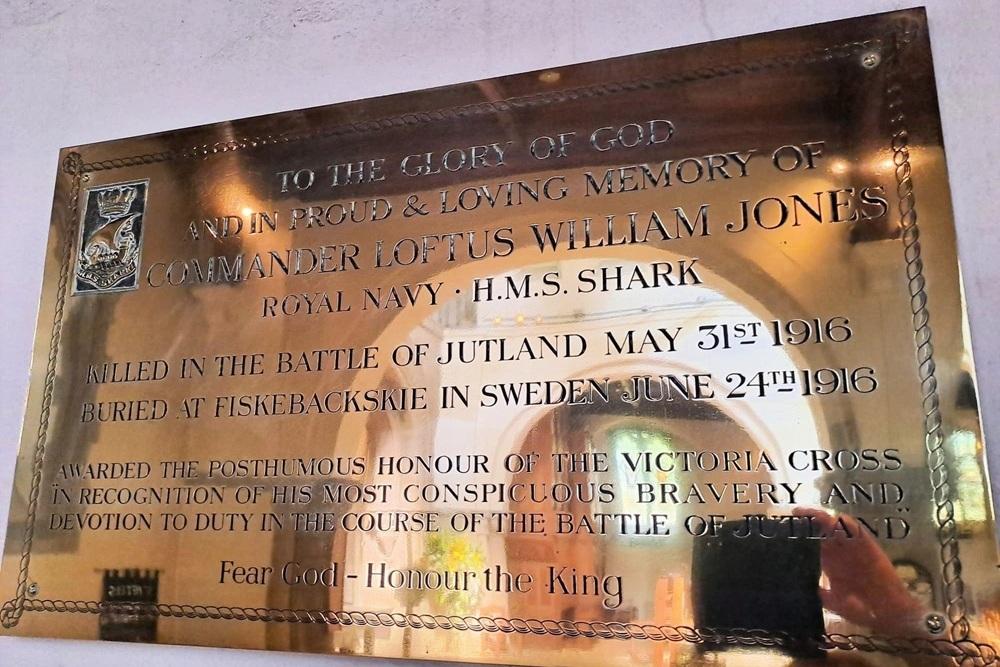 TO THE GLORY OF GOD
AND IN PROUD & LOVING MEMORY OF
COMMANDER LOFTUS WILLIAM JONES
ROYAL NAVY · H.M.S. SHARK
KILLED IN THE BATTLE OF JUTLAND MAY 31ST 1916
BURIED AT FISKEBACKSKIE IN SWEDEN JUNE 24TH 1916
AWARDED THE POSTHUMOUS HONOUR OF THE VICTORIA CROSS
"IN RECOGNITION OF HIS MOST CONSPICUOUS BRAVERY AND
DEVOTION TO DUTY IN THE COURSE OF THE BATTLE OF JUTLAND"
Fear God - Honour the King